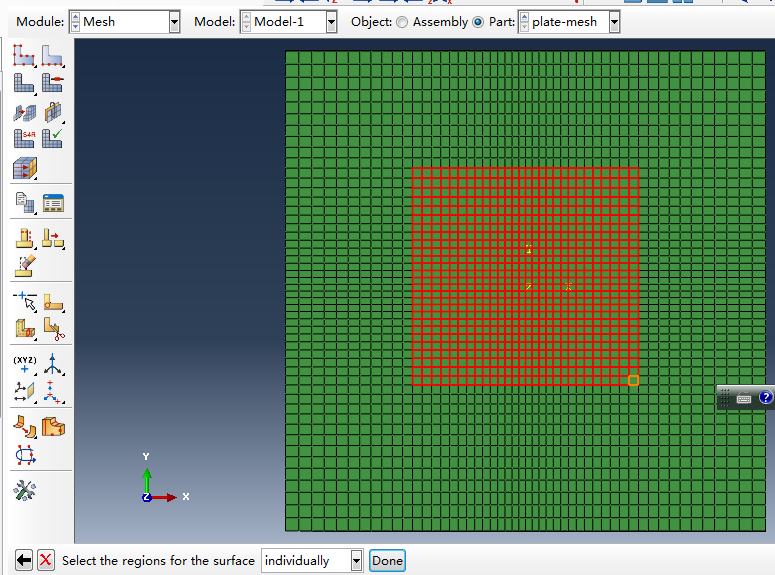 Module: Mesh Model: Model-1 Object: Assembly Part: plate-mesh
S4R
Y
Z X
(XYZ)
Y
Z X
Select the regions for the surface individually Done